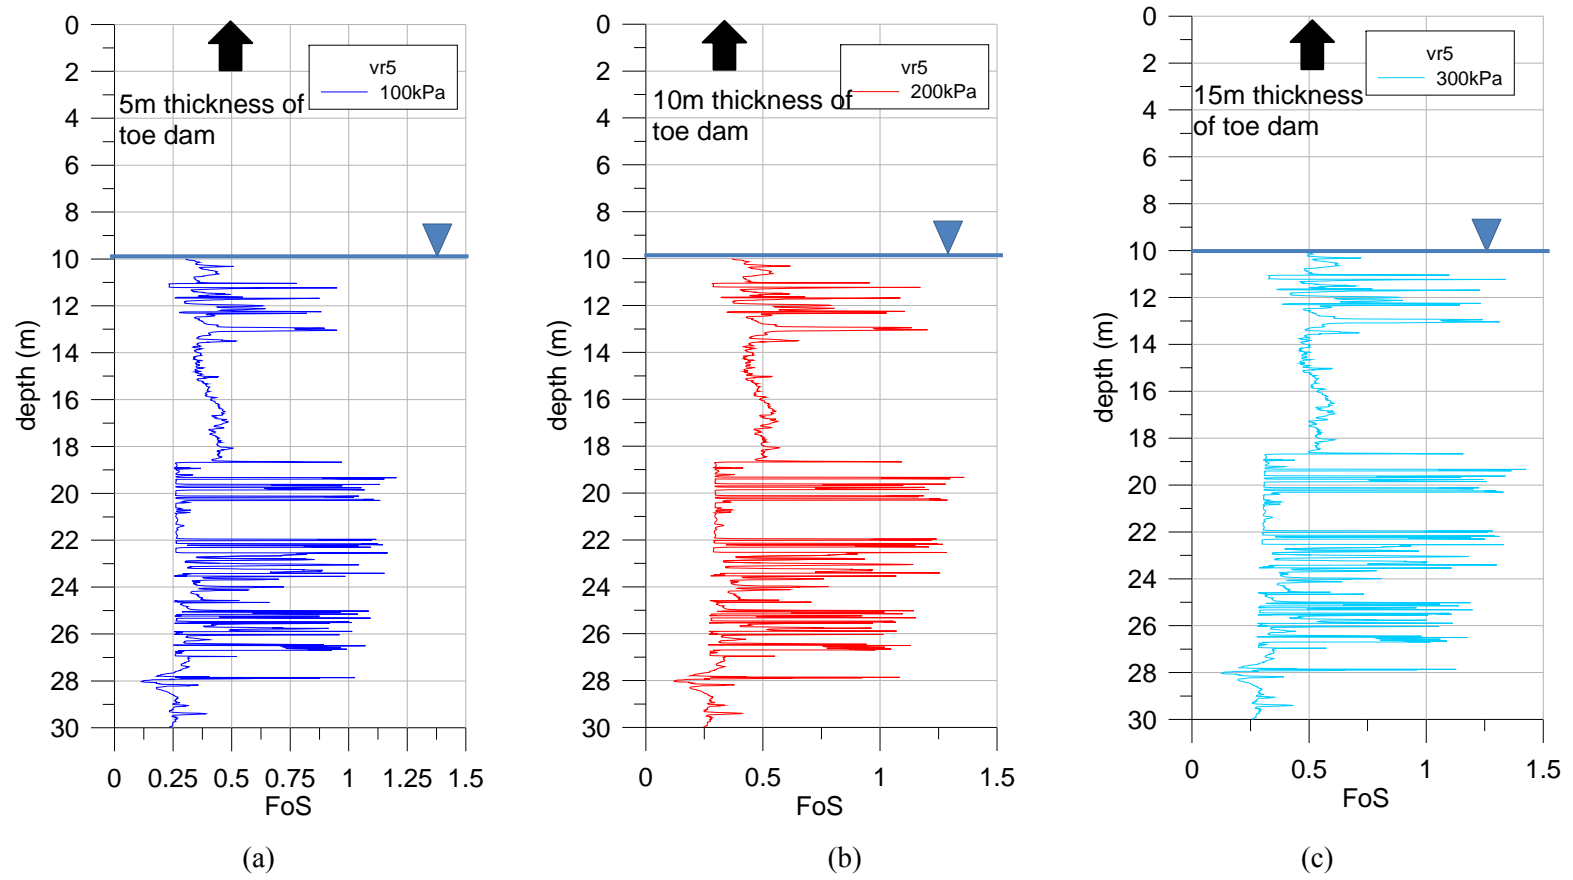 0
2
4
6
8
10
12
14
16
18
20
22
24
26
28
30
depth (m)
vr5
100kPa
5m thickness of
toe dam
0 0.25 0.5 0.75 1 1.25 1.5
FoS
(a)
0
2
4
6
8
10
12
14
16
18
20
22
24
26
28
30
depth (m)
vr5
200kPa
10m thickness of
toe dam
0 0.5 1 1.5
FoS
(b)
0
2
4
6
8
10
12
14
16
18
20
22
24
26
28
30
depth (m)
vr5
300kPa
15m thickness
of toe dam
0 0.5 1 1.5
FoS
(c)